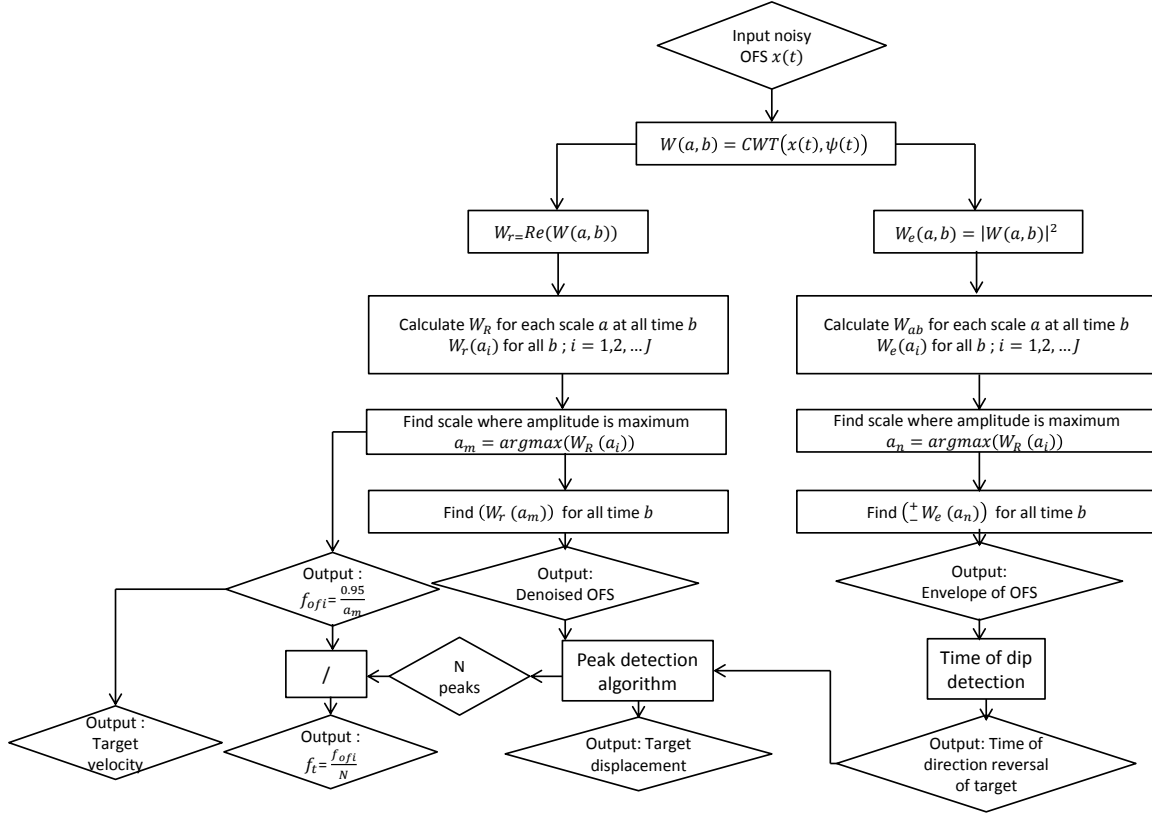 Input noisy
OFS x(t)
W(a,b) = CWT(x(t),ψ(t))
W_r=Re(W(a,b))
W_e(a,b) = |W(a,b)|²
Calculate W_R for each scale a at all time b
W_r(a_i) for all b ; i = 1,2, …J
Calculate W_ab for each scale a at all time b
W_e(a_i) for all b ; i = 1,2, …J
Find scale where amplitude is maximum
a_m = argmax(W_R (a_i))
Find scale where amplitude is maximum
a_n = argmax(W_R (a_i))
Find (W_r (a_m)) for all time b
Find (+/- W_e (a_n)) for all time b
Output :
f_ofi = 0.95/a_m
Output:
Denoised OFS
Output:
Envelope of OFS
/
N
peaks
Peak detection
algorithm
Time of dip
detection
Output :
Target
velocity
Output :
f_t = f_ofi/N
Output: Target
displacement
Output: Time of
direction reversal
of target